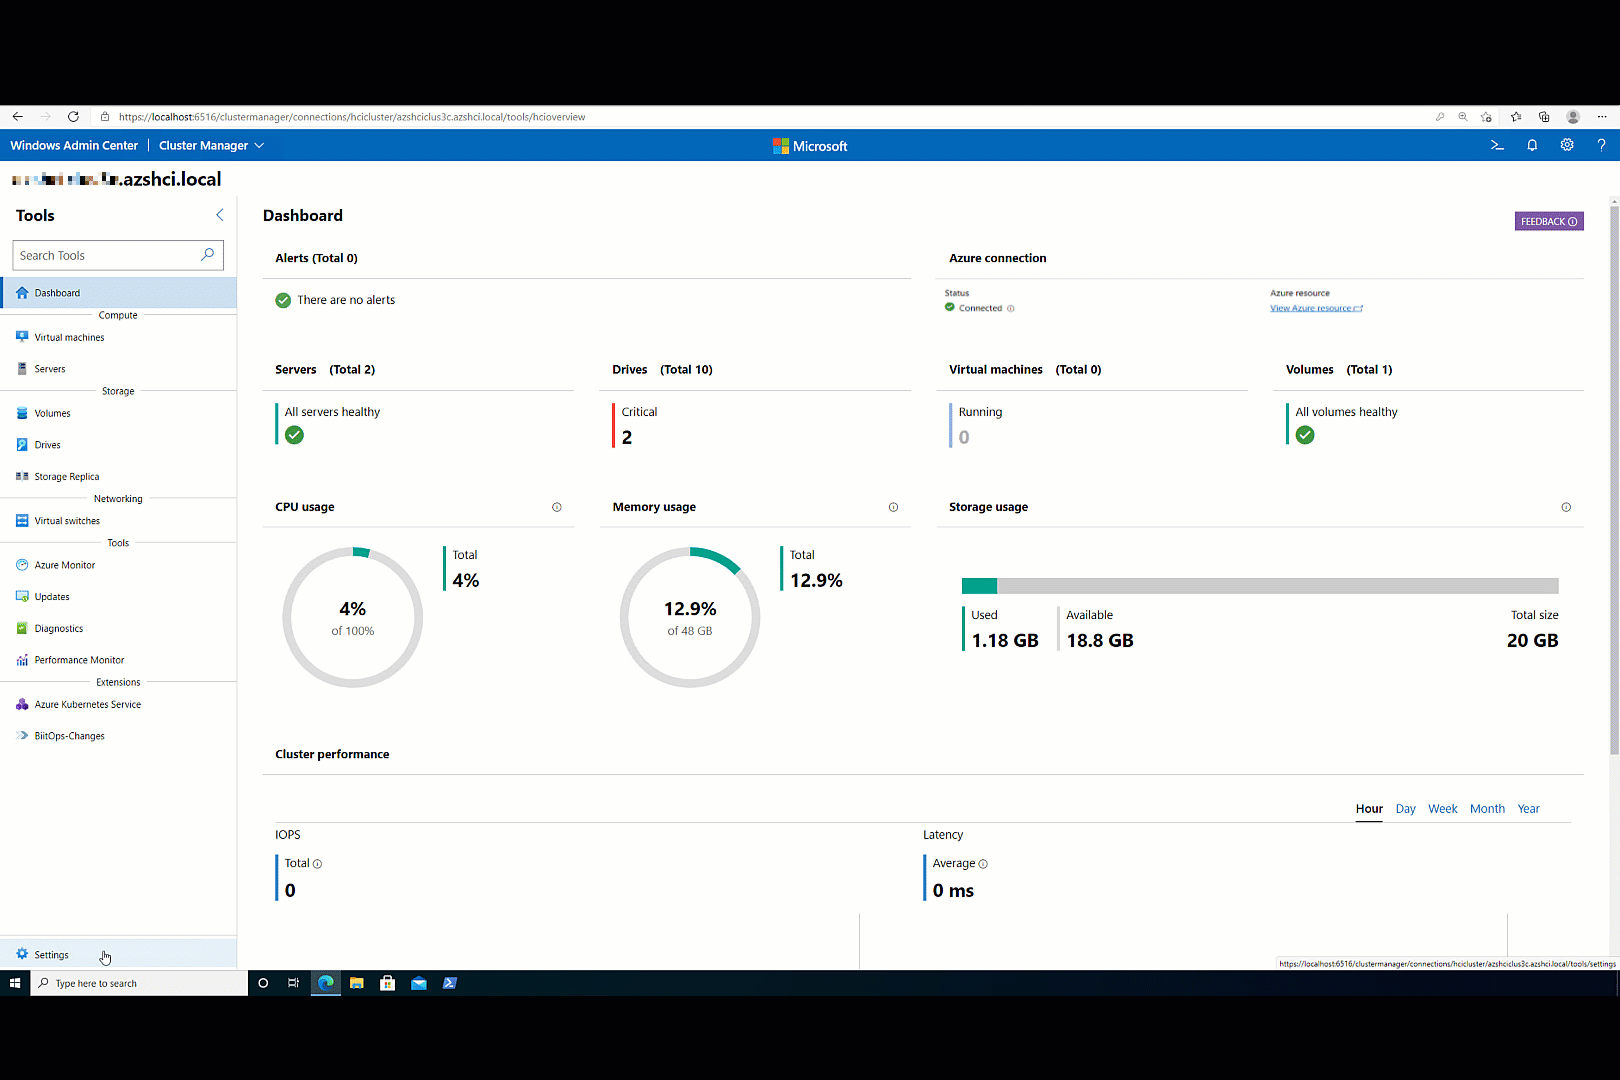 https://localhost:6516/clustermanager/connections/hcicluster/azshciclus3c.azshci.local/tools/hcioverview
Windows Admin Center | Cluster Manager
Microsoft
.azshci.local
Tools
Search Tools
Dashboard
Compute
Virtual machines
Servers
Storage
Volumes
Drives
Storage Replica
Networking
Virtual switches
Tools
Azure Monitor
Updates
Diagnostics
Performance Monitor
Extensions
Azure Kubernetes Service
BiitOps-Changes
Settings
Dashboard
FEEDBACK
Alerts (Total 0)
There are no alerts
Azure connection
Status
Connected
Azure resource
View Azure resource
Servers (Total 2)
All servers healthy
Drives (Total 10)
Critical
2
Virtual machines (Total 0)
Running
0
Volumes (Total 1)
All volumes healthy
CPU usage
4%
of 100%
Total
4%
Memory usage
12.9%
of 48 GB
Total
12.9%
Storage usage
Used
1.18 GB
Available
18.8 GB
Total size
20 GB
Cluster performance
Hour Day Week Month Year
IOPS
Total
0
Latency
Average
0 ms
https://localhost:6516/clustermanager/connections/hcicluster/azshciclus3c.azshci.local/tools/settings
Type here to search